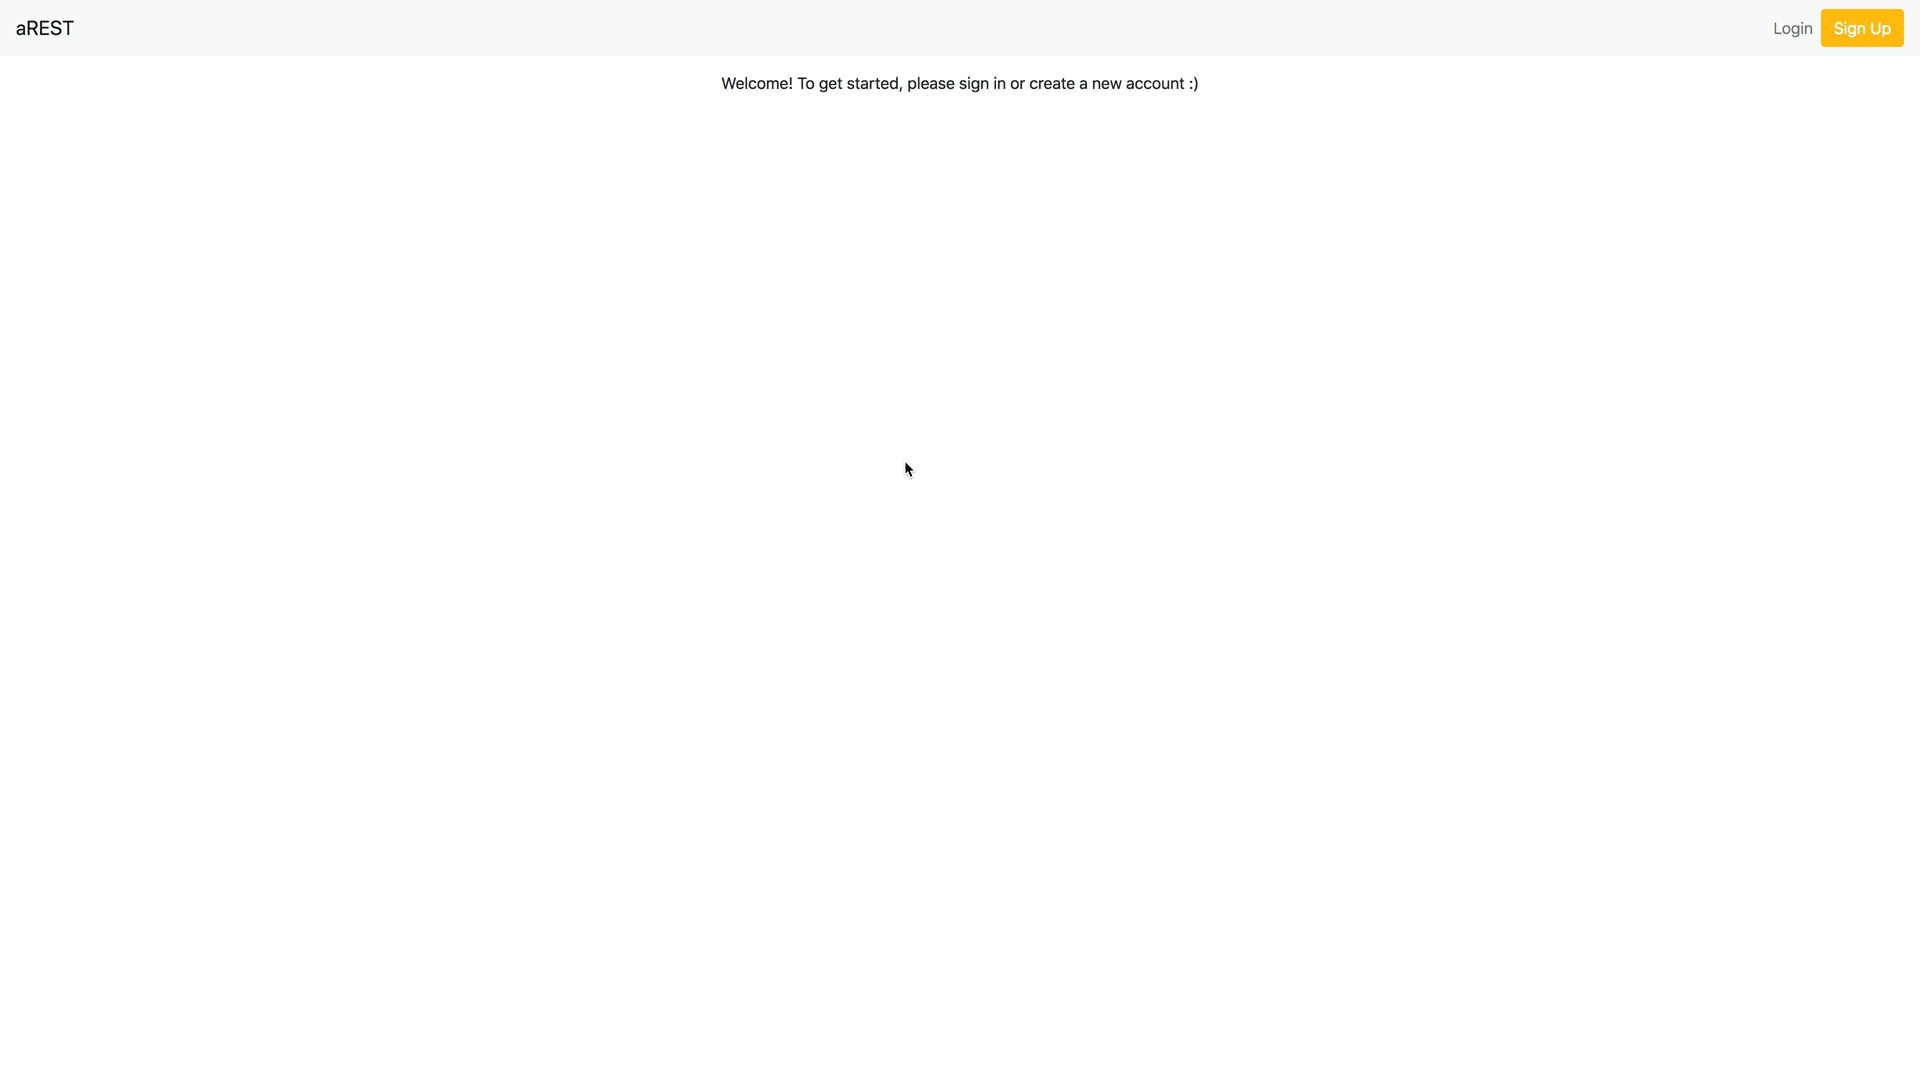 aREST
Login
Sign Up
Welcome! To get started, please sign in or create a new account :)